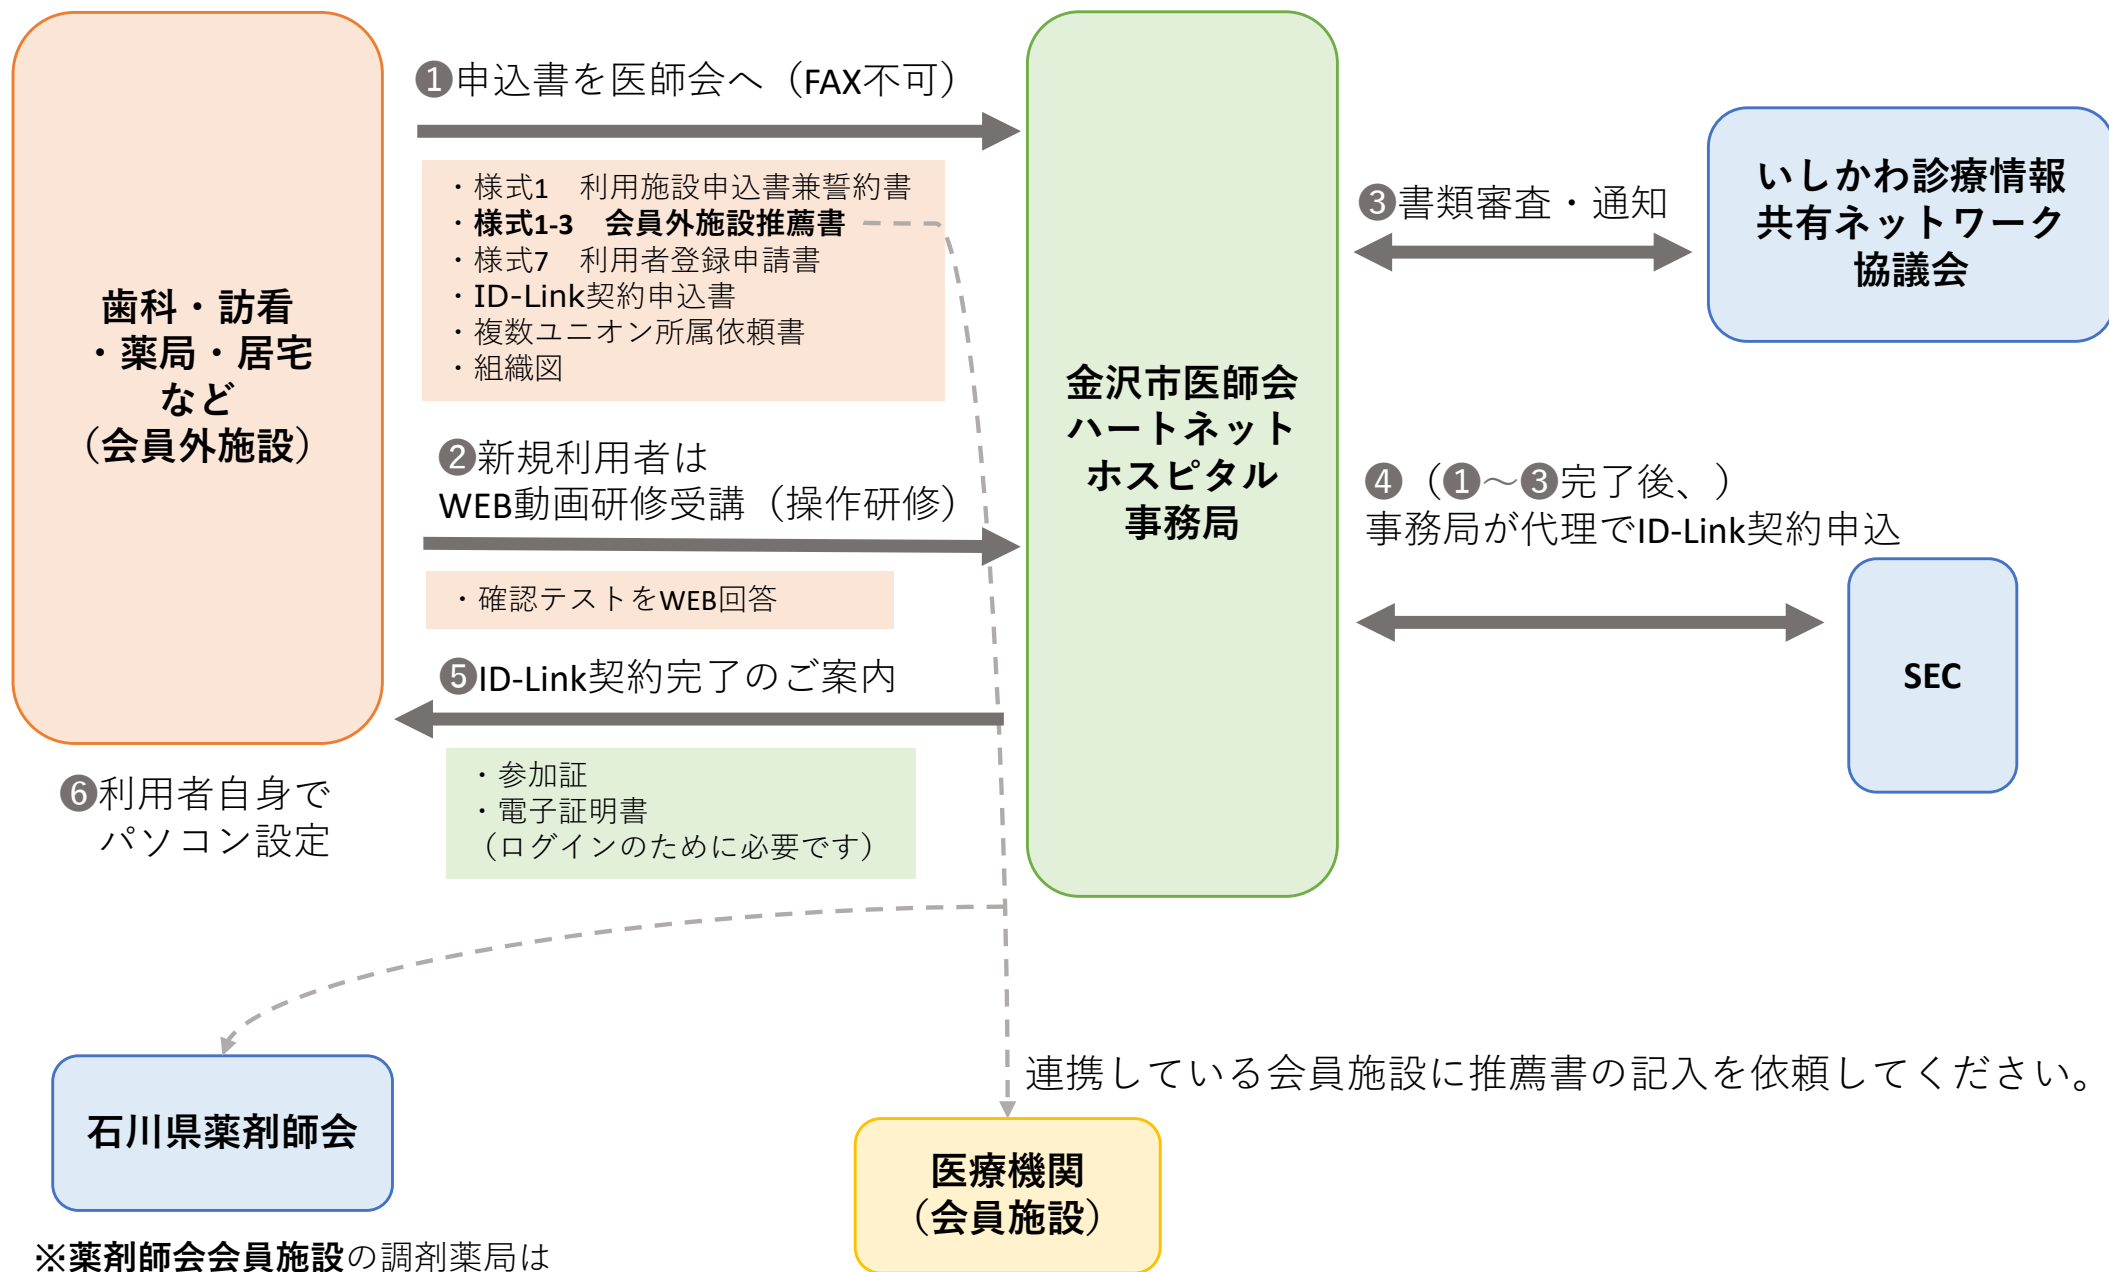 歯科・訪看
・薬局・居宅
など
（会員外施設）
❶申込書を医師会へ（FAX不可）
・様式1　利用施設申込書兼誓約書
・様式1-3　会員外施設推薦書
・様式7　利用者登録申請書
・ID-Link契約申込書
・複数ユニオン所属依頼書
・組織図
❷新規利用者は
WEB動画研修受講（操作研修）
・確認テストをWEB回答
❺ID-Link契約完了のご案内
・参加証
・電子証明書
（ログインのために必要です）
❻利用者自身で
パソコン設定
金沢市医師会
ハートネット
ホスピタル
事務局
❸書類審査・通知
いしかわ診療情報
共有ネットワーク
協議会
❹（❶～❸完了後、）
事務局が代理でID-Link契約申込
SEC
連携している会員施設に推薦書の記入を依頼してください。
石川県薬剤師会
医療機関
（会員施設）
※薬剤師会会員施設の調剤薬局は